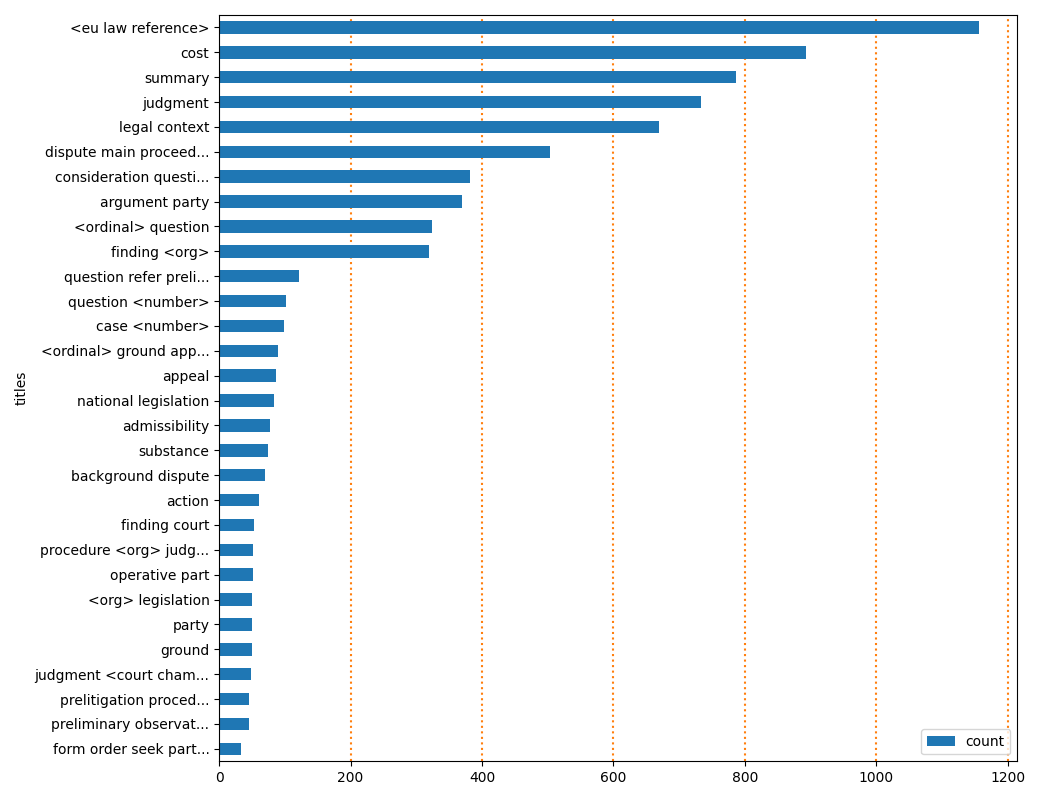 <eu law reference>
cost
summary
judgment
legal context
dispute main proceed...
consideration questi...
argument party
<ordinal> question
finding <org>
question refer preli...
question <number>
case <number>
<ordinal> ground app...
appeal
national legislation
admissibility
substance
background dispute
action
finding court
procedure <org> judg...
operative part
<org> legislation
party
ground
judgment <court cham...
prelitigation proced...
preliminary observat...
form order seek part...
titles
count
0 200 400 600 800 1000 1200